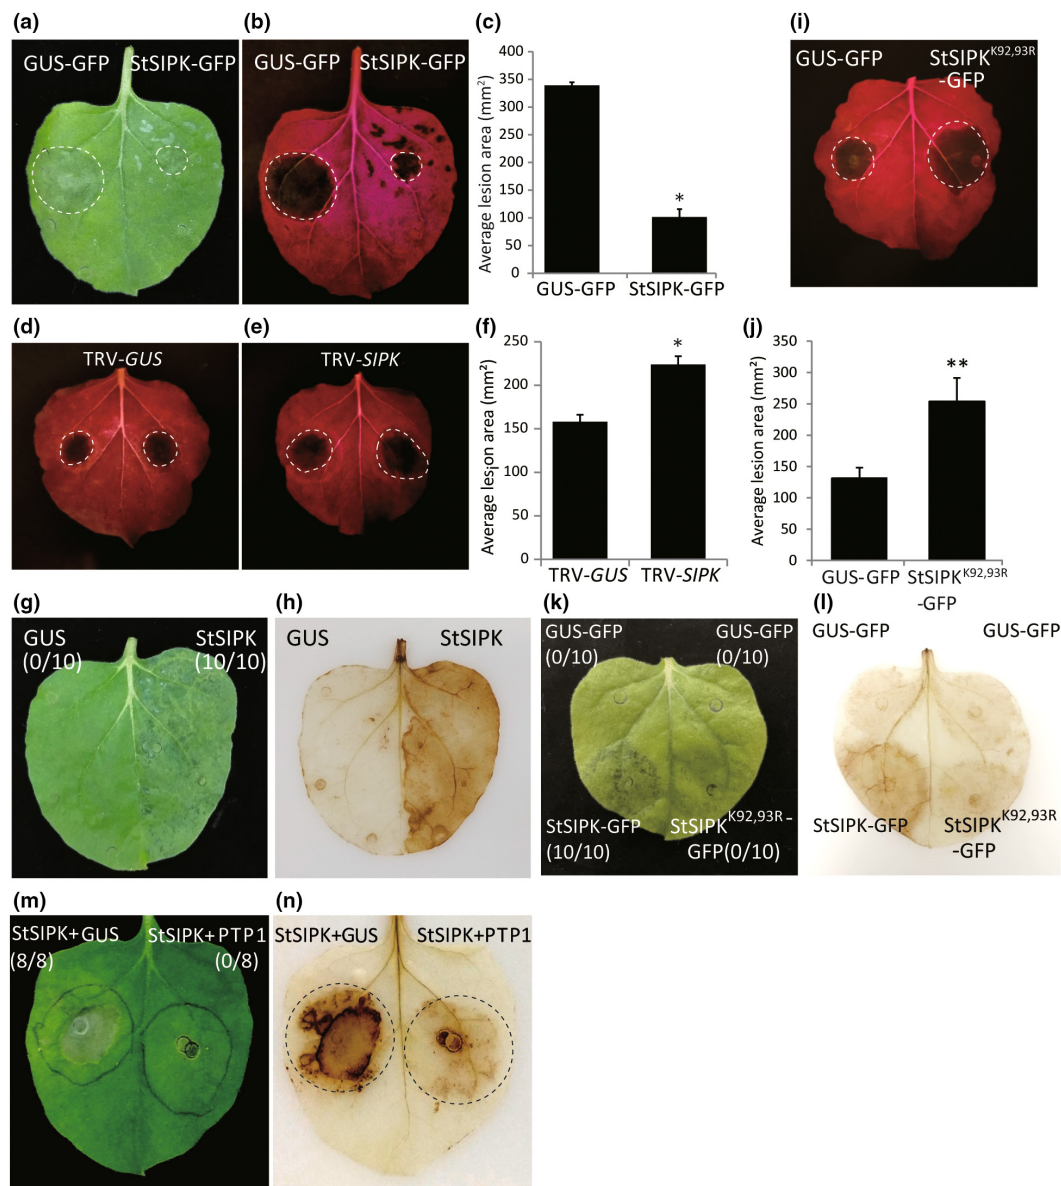 (a)
GUS-GFP StSIPK-GFP
(b)
GUS-GFP StSIPK-GFP
(c)
Average lesion area (mm²)
400
350
300
250
200
150
100
50
0
*
GUS-GFP StSIPK-GFP
(i)
GUS-GFP StSIPK^K92,93R
-GFP
(d)
TRV-GUS
(e)
TRV-SIPK
(f)
Average lesion area (mm²)
250
200
150
100
50
0
*
TRV-GUS TRV-SIPK
(j)
Average lesion area (mm²)
350
300
250
200
150
100
50
0
**
GUS-GFP StSIPK^K92,93R
-GFP
(g)
GUS StSIPK
(0/10) (10/10)
(h)
GUS StSIPK
(k)
GUS-GFP GUS-GFP
(0/10) (0/10)
StSIPK-GFP StSIPK^K92,93R-
(10/10) GFP(0/10)
(l)
GUS-GFP GUS-GFP
StSIPK-GFP StSIPK^K92,93R
-GFP
(m)
StSIPK+GUS StSIPK+PTP1
(8/8) (0/8)
(n)
StSIPK+GUS StSIPK+PTP1